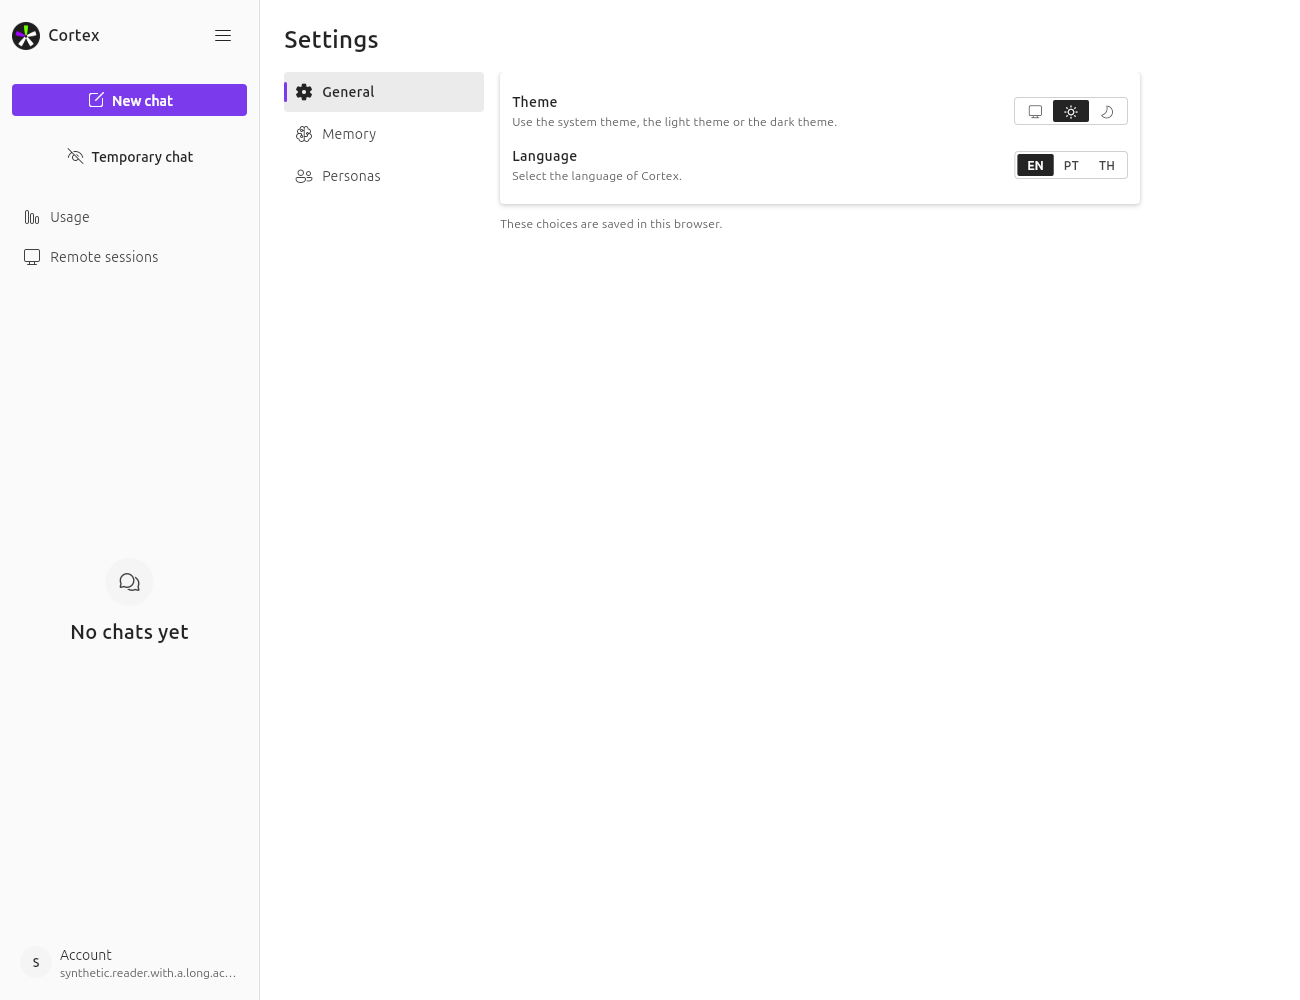 Cortex
New chat
Temporary chat
Usage
Remote sessions
No chats yet
S
Account
synthetic.reader.with.a.long.ac...
Settings
General
Memory
Personas
Theme
Use the system theme, the light theme or the dark theme.
Language
Select the language of Cortex.
EN PT TH
These choices are saved in this browser.